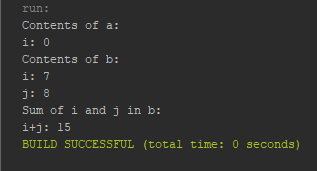 run:
Contents of a:
i: 0
Contents of b:
i: 7
j: 8
Sum of i and j in b:
i+j: 15
BUILD SUCCESSFUL (total time: 0 seconds)